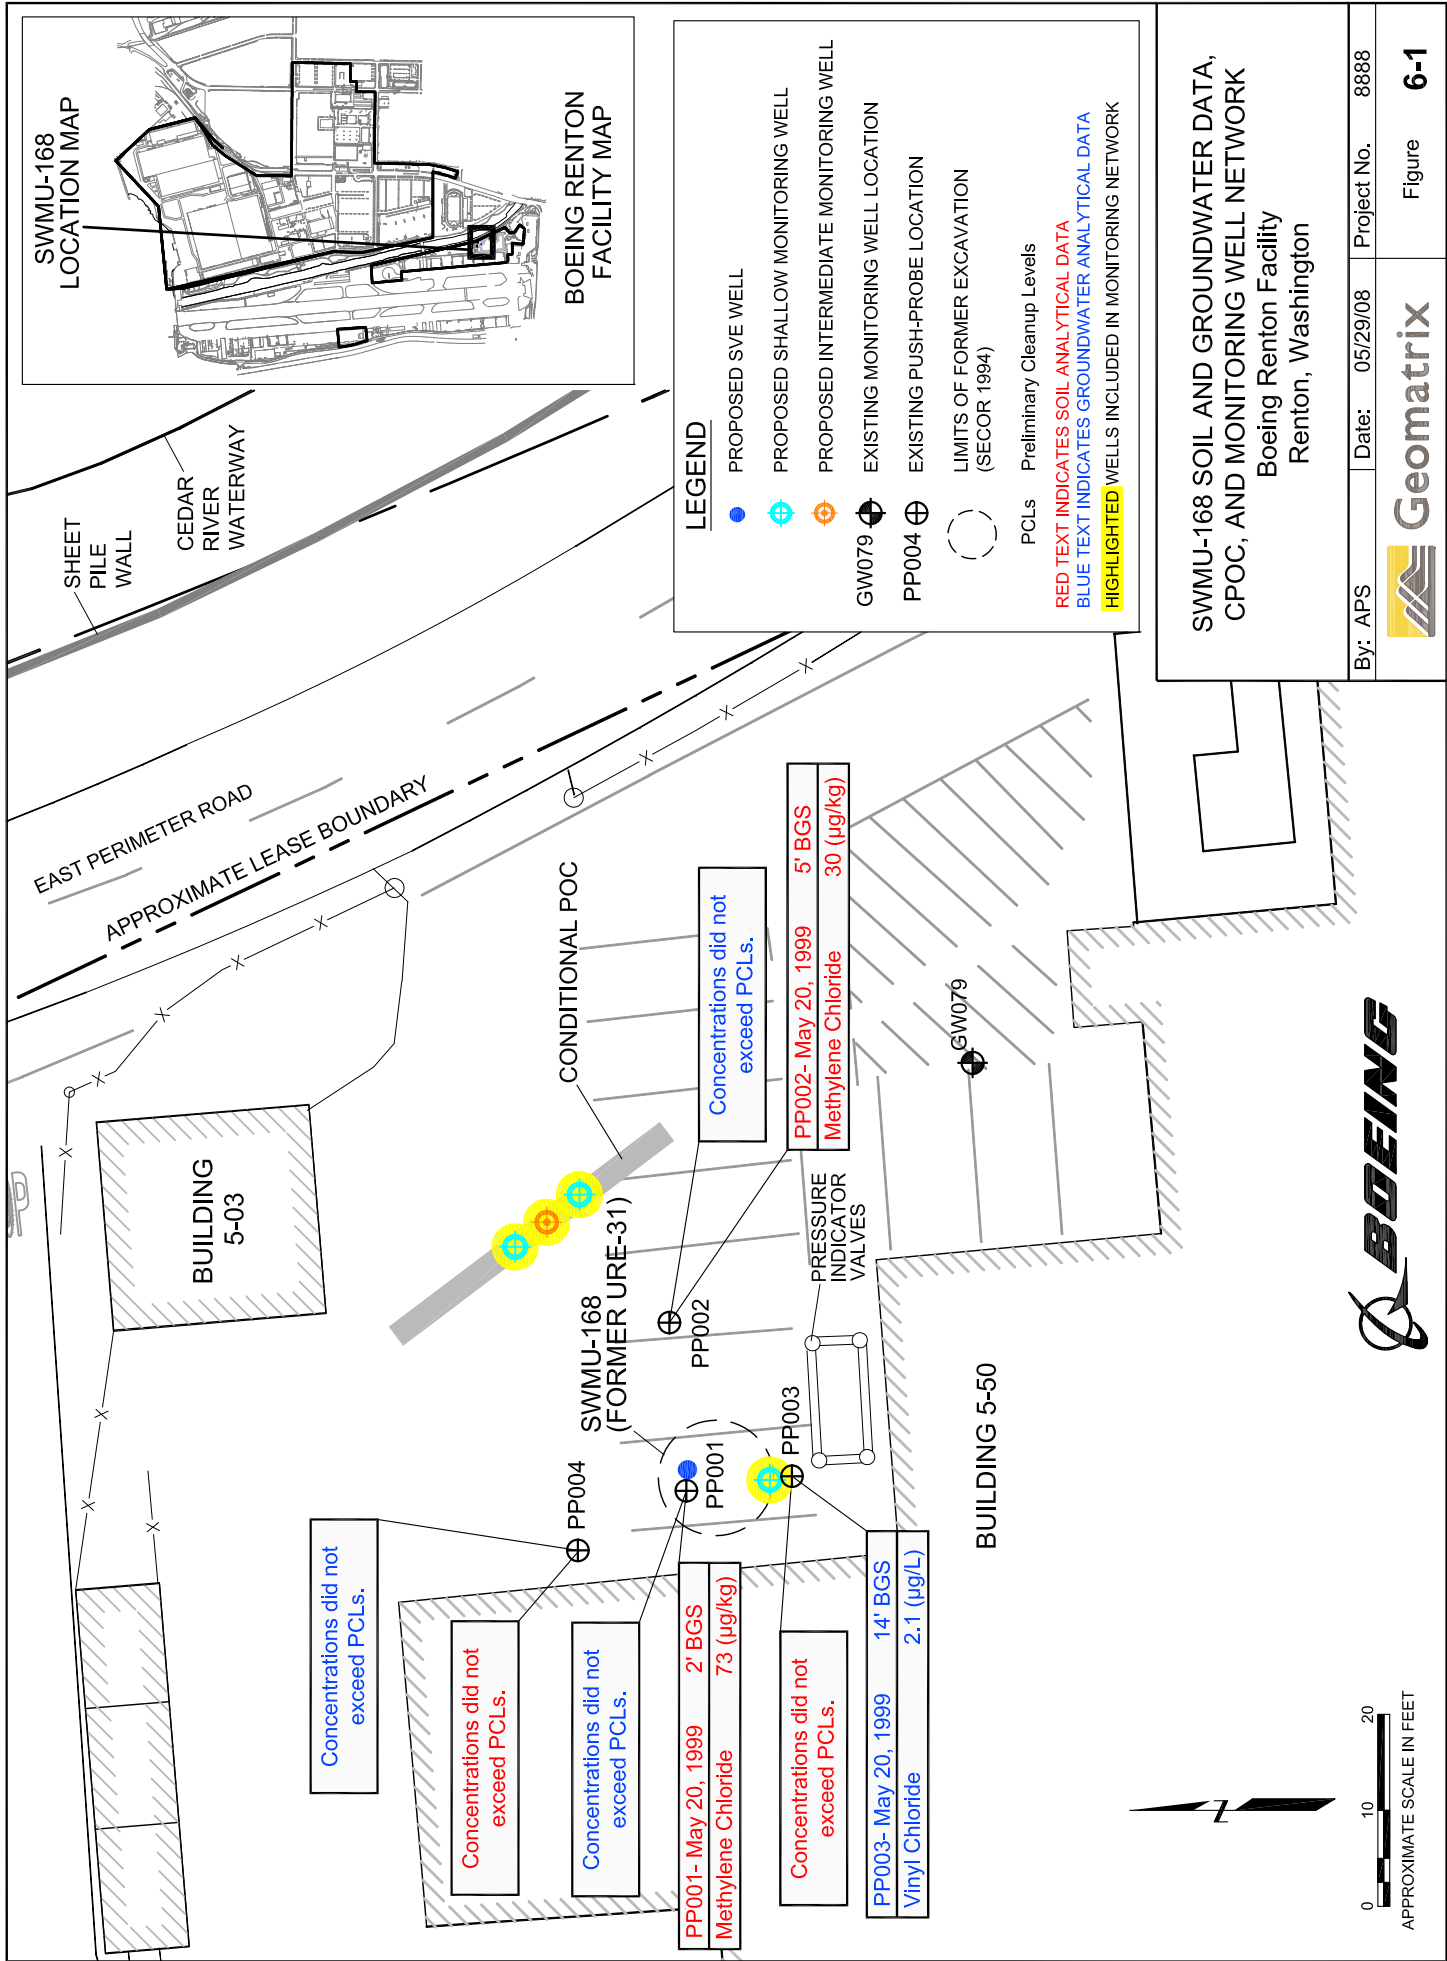 SWMU-168
LOCATION MAP
BOEING RENTON
FACILITY MAP
SHEET
PILE
WALL
CEDAR
RIVER
WATERWAY
EAST PERIMETER ROAD
APPROXIMATE LEASE BOUNDARY
BUILDING
5-03
CONDITIONAL POC
SWMU-168
(FORMER URE-31)
PP004
PP001
PP002
PP003
GW079
PRESSURE
INDICATOR
VALVES
BUILDING 5-50
Concentrations did not
exceed PCLs.
Concentrations did not
exceed PCLs.
Concentrations did not
exceed PCLs.
PP001- May 20, 1999 2' BGS
Methylene Chloride 73 (µg/kg)
Concentrations did not
exceed PCLs.
PP003- May 20, 1999 14' BGS
Vinyl Chloride 2.1 (µg/L)
Concentrations did not
exceed PCLs.
PP002- May 20, 1999 5' BGS
Methylene Chloride 30 (µg/kg)
X
X
X
X
X
X
X
X
X
X
X
X
N
0 10 20
APPROXIMATE SCALE IN FEET
BOEING
LEGEND
PROPOSED SVE WELL
PROPOSED SHALLOW MONITORING WELL
PROPOSED INTERMEDIATE MONITORING WELL
GW079 EXISTING MONITORING WELL LOCATION
PP004 EXISTING PUSH-PROBE LOCATION
LIMITS OF FORMER EXCAVATION
(SECOR 1994)
PCLs Preliminary Cleanup Levels
RED TEXT INDICATES SOIL ANALYTICAL DATA
BLUE TEXT INDICATES GROUNDWATER ANALYTICAL DATA
HIGHLIGHTED WELLS INCLUDED IN MONITORING NETWORK
SWMU-168 SOIL AND GROUNDWATER DATA,
CPOC, AND MONITORING WELL NETWORK
Boeing Renton Facility
Renton, Washington
By: APS Date: 05/29/08 Project No. 8888
Geomatrix Figure 6-1